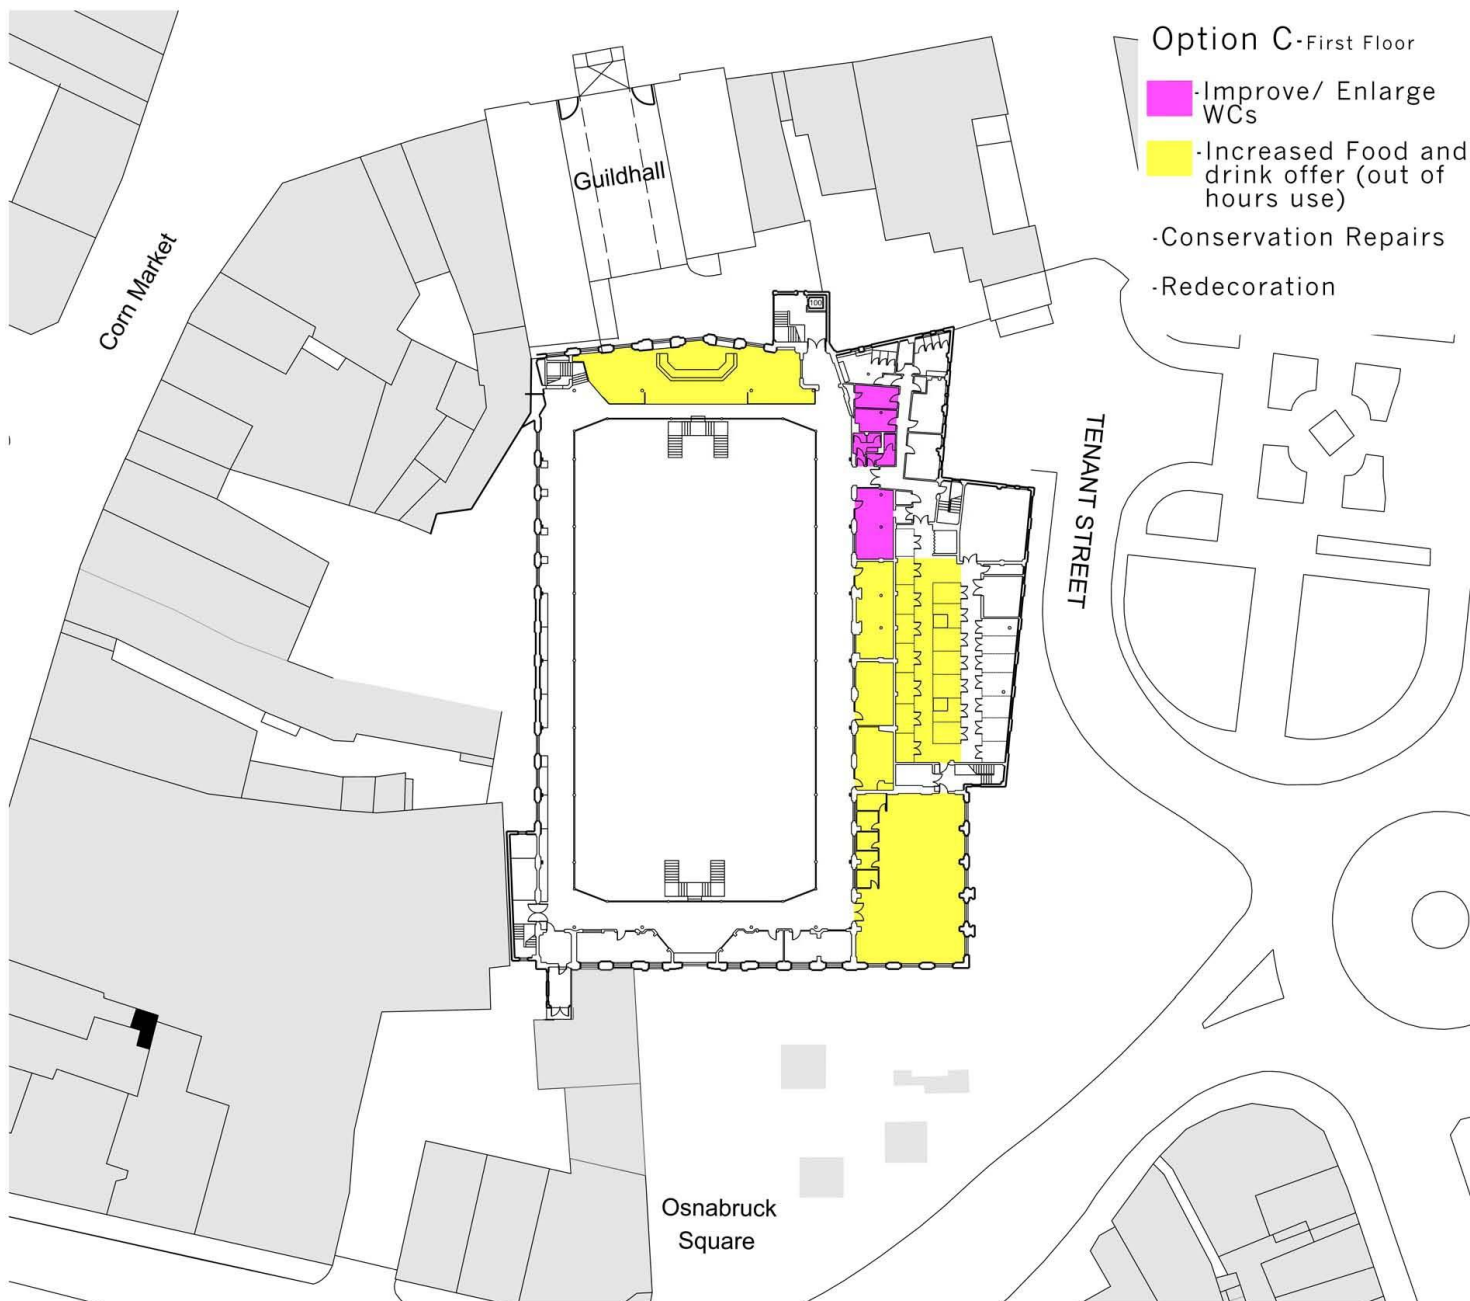 Option C-First Floor
-Improve/ Enlarge
WCs
-Increased Food and
drink offer (out of
hours use)
-Conservation Repairs
-Redecoration
Guildhall
Corn Market
100
TENANT STREET
Osnabruck
Square